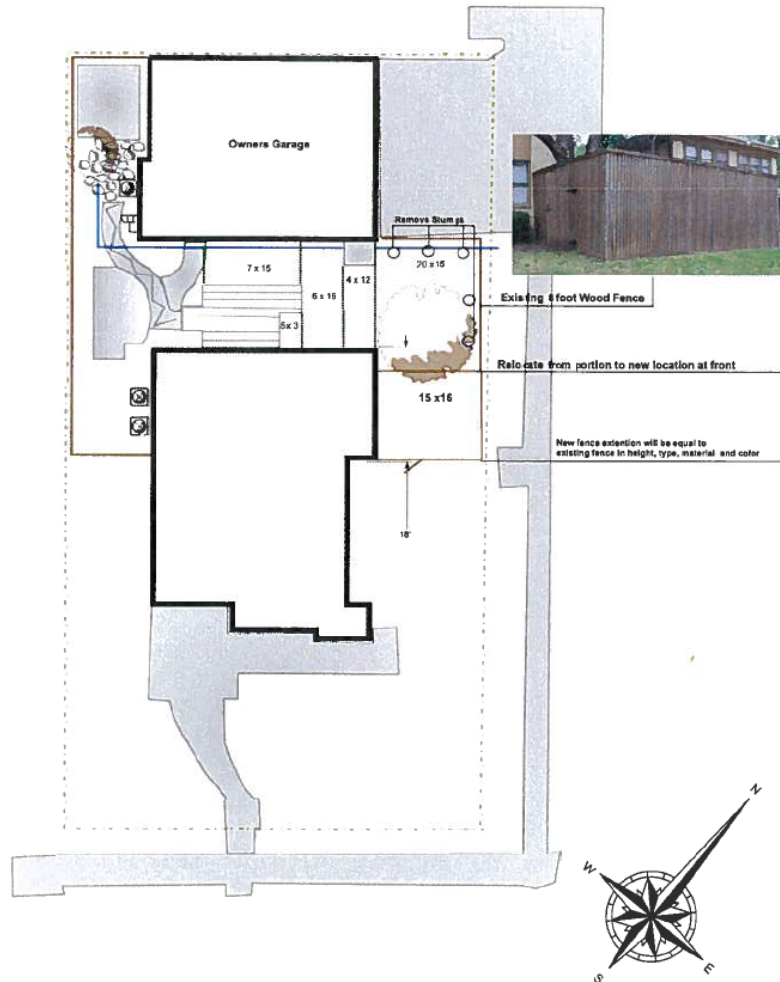 Owners Garage
Remove Stumps
7 x 15
4 x 12
20 x 15
6 x 16
5x 3
Existing 8 foot Wood Fence
Relocate from portion to new location at front
15 x16
New fence extention will be equal to
existing fence in height, type, material and color
18'
N
W
S
E